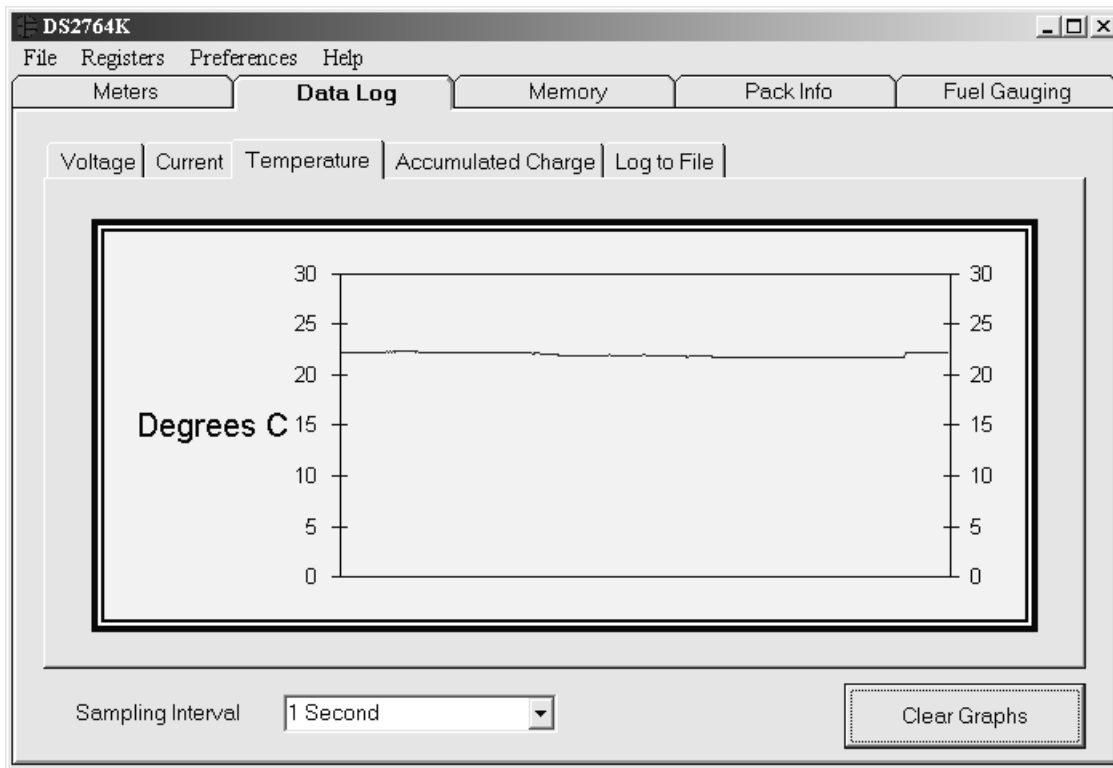 DS2764K
File Registers Preferences Help
Meters Data Log Memory Pack Info Fuel Gauging
Voltage Current Temperature Accumulated Charge Log to File
30 30
25 25
20 20
Degrees C 15 15
10 10
5 5
0 0
Sampling Interval 1 Second Clear Graphs